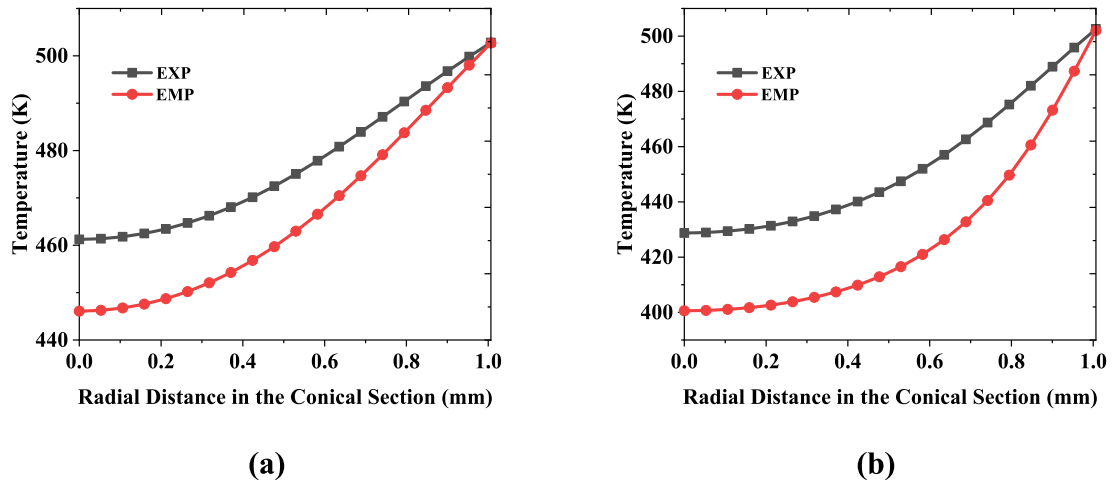 500
480
460
440
Temperature (K)
EXP
EMP
0.0 0.2 0.4 0.6 0.8 1.0
Radial Distance in the Conical Section (mm)
(a)
500
480
460
440
420
400
Temperature (K)
EXP
EMP
0.0 0.2 0.4 0.6 0.8 1.0
Radial Distance in the Conical Section (mm)
(b)